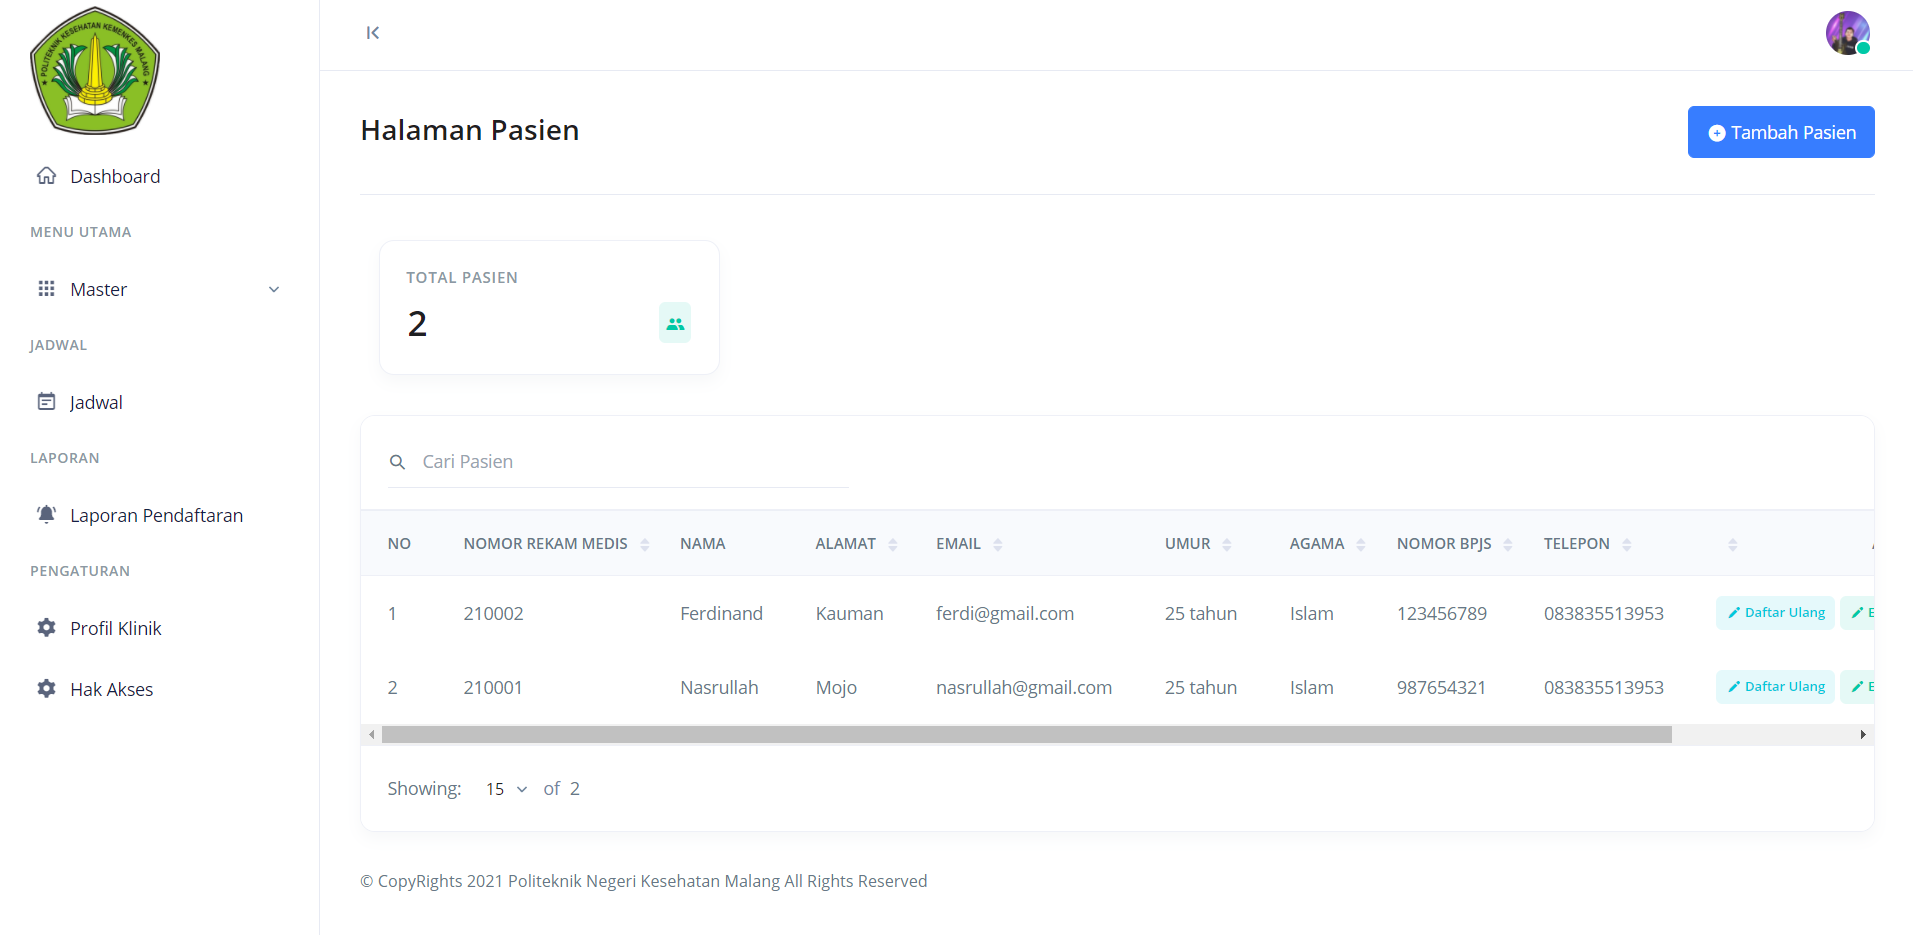 POLITEKNIK KESEHATAN KEMENKES MALANG
Dashboard
MENU UTAMA
Master
JADWAL
Jadwal
LAPORAN
Laporan Pendaftaran
PENGATURAN
Profil Klinik
Hak Akses
Halaman Pasien
Tambah Pasien
TOTAL PASIEN
2
Cari Pasien
NO NOMOR REKAM MEDIS NAMA ALAMAT EMAIL UMUR AGAMA NOMOR BPJS TELEPON
1 210002 Ferdinand Kauman ferdi@gmail.com 25 tahun Islam 123456789 083835513953 Daftar Ulang
2 210001 Nasrullah Mojo nasrullah@gmail.com 25 tahun Islam 987654321 083835513953 Daftar Ulang
Showing: 15 of 2
© CopyRights 2021 Politeknik Negeri Kesehatan Malang All Rights Reserved